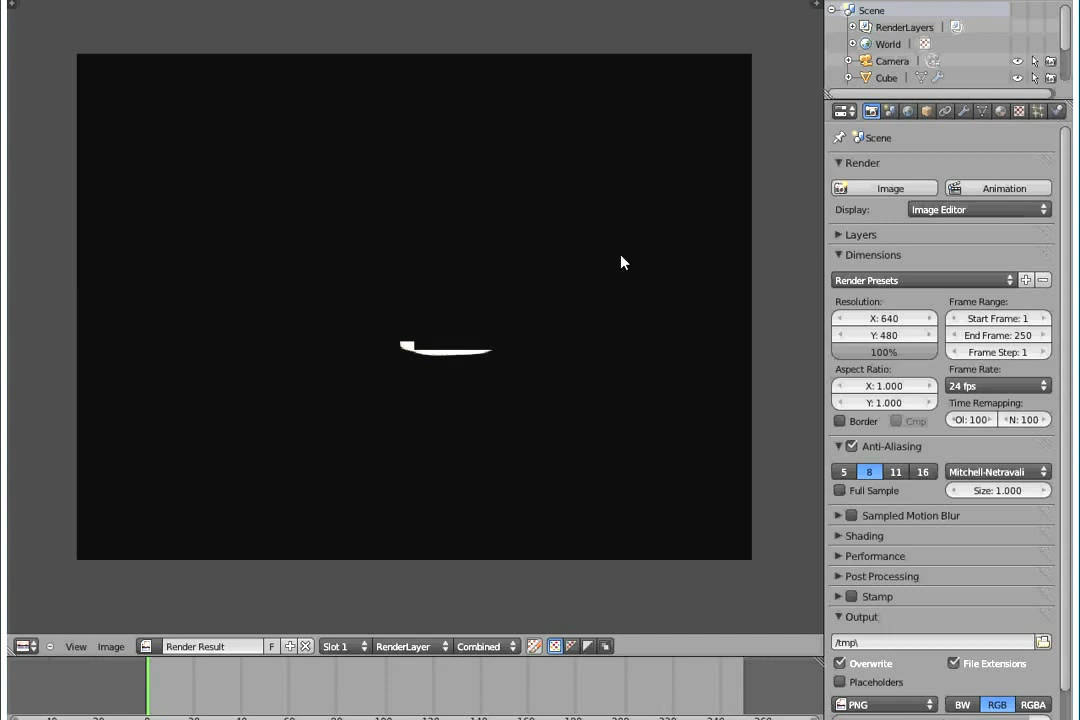 Scene
RenderLayers
World
Camera
Cube
Scene
Render
Image Animation
Display: Image Editor
Layers
Dimensions
Render Presets
Resolution: Frame Range:
X: 640 Start Frame: 1
Y: 480 End Frame: 250
100% Frame Step: 1
Aspect Ratio: Frame Rate:
X: 1.000 24 fps
Y: 1.000 Time Remapping:
Border Crop Ol: 100 N: 100
Anti-Aliasing
5 8 11 16 Mitchell-Netravali
Full Sample Size: 1.000
Sampled Motion Blur
Shading
Performance
Post Processing
Stamp
Output
/tmp\
Overwrite File Extensions
Placeholders
PNG BW RGB RGBA
View Image Render Result F Slot 1 RenderLayer Combined